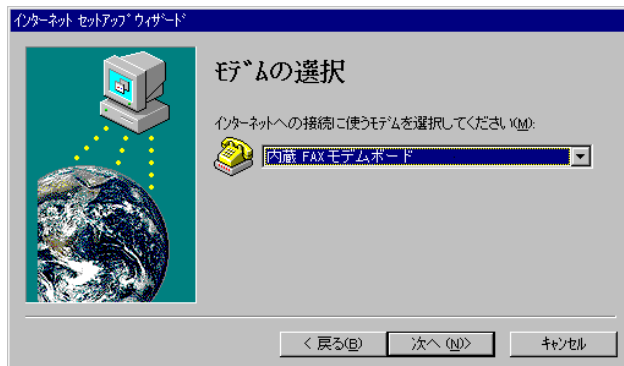 インターネット セットアップ ウィザード
モデムの選択
インターネットへの接続に使うモデムを選択してください(M):
内蔵 FAX モデムボード
< 戻る(B)
次へ (N)>
キャンセル